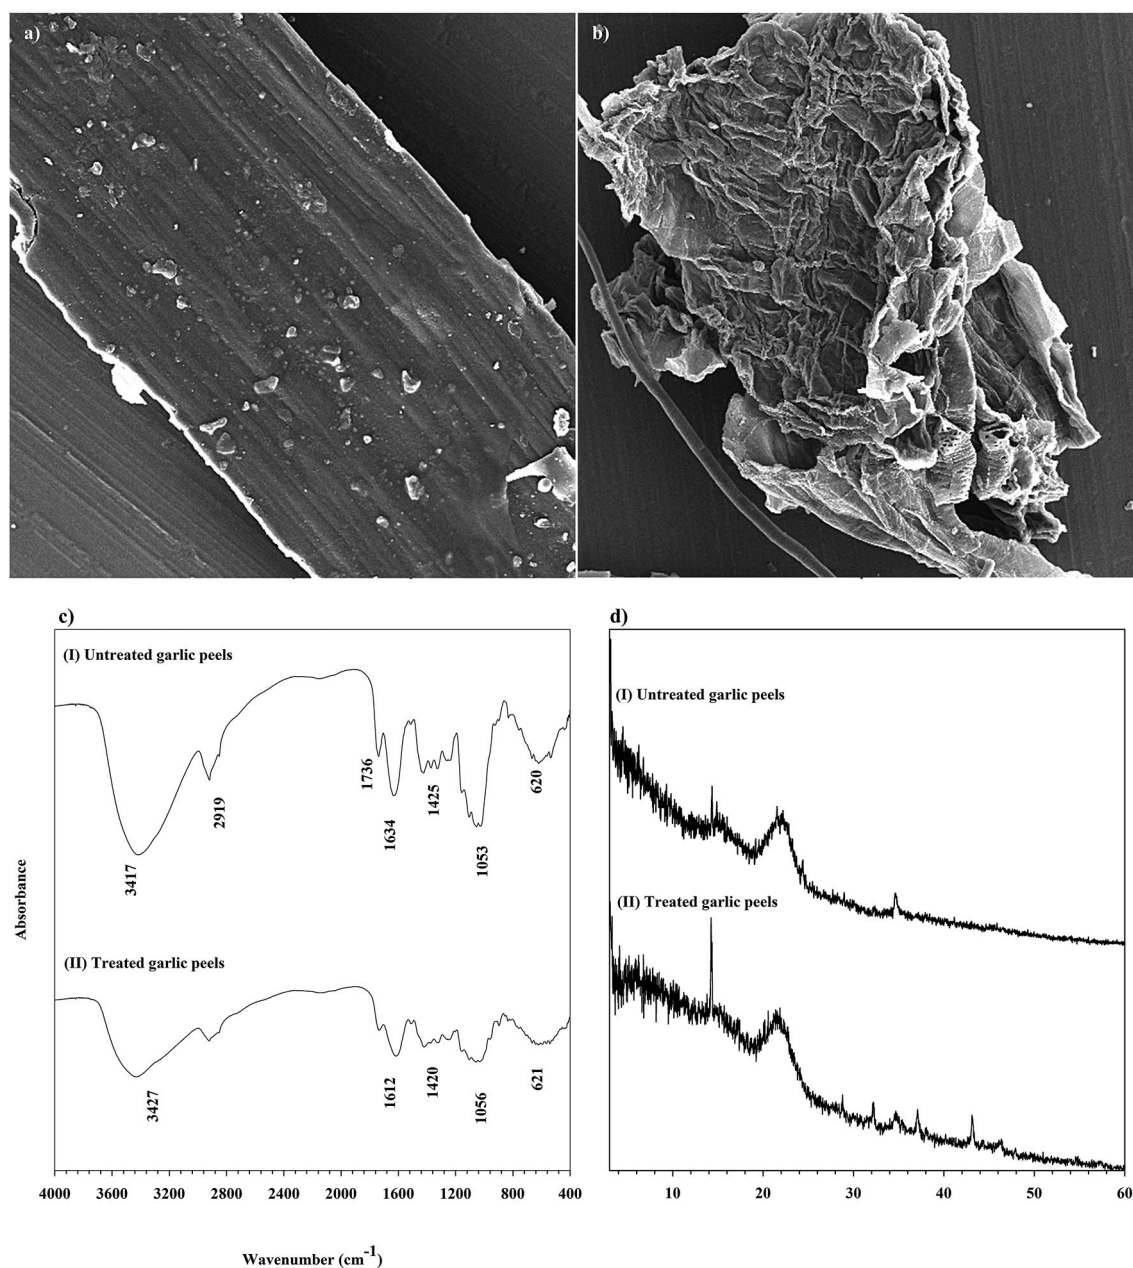 a)
b)
c)
(I) Untreated garlic peels
3417
2919
1736
1634
1425
1053
620
(II) Treated garlic peels
3427
1612
1420
1056
621
Absorbance
4000 3600 3200 2800 2400 2000 1600 1200 800 400
Wavenumber (cm-1)
d)
(I) Untreated garlic peels
(II) Treated garlic peels
10 20 30 40 50 60